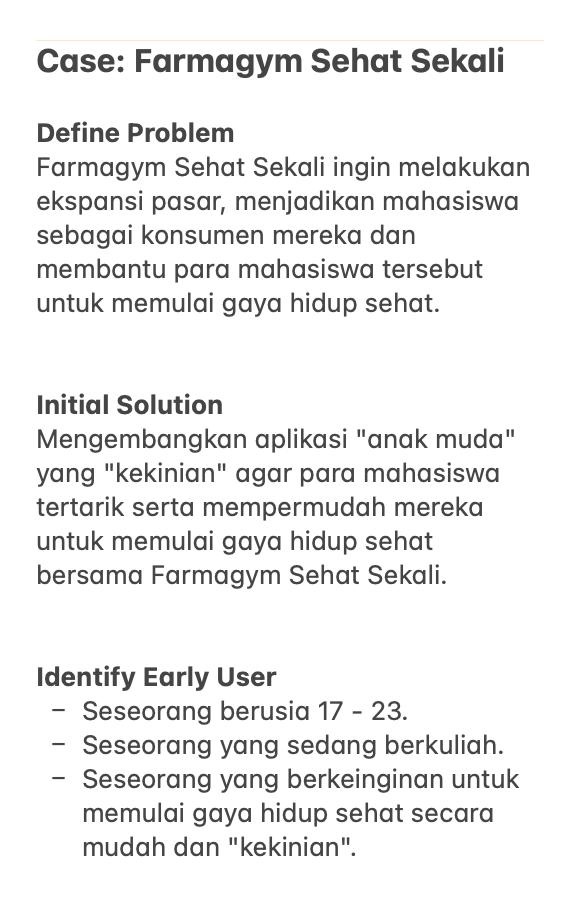 Case: Farmagym Sehat Sekali
Define Problem
Farmagym Sehat Sekali ingin melakukan
ekspansi pasar, menjadikan mahasiswa
sebagai konsumen mereka dan
membantu para mahasiswa tersebut
untuk memulai gaya hidup sehat.
Initial Solution
Mengembangkan aplikasi "anak muda"
yang "kekinian" agar para mahasiswa
tertarik serta mempermudah mereka
untuk memulai gaya hidup sehat
bersama Farmagym Sehat Sekali.
Identify Early User
– Seseorang berusia 17 - 23.
– Seseorang yang sedang berkuliah.
– Seseorang yang berkeinginan untuk
memulai gaya hidup sehat secara
mudah dan "kekinian".